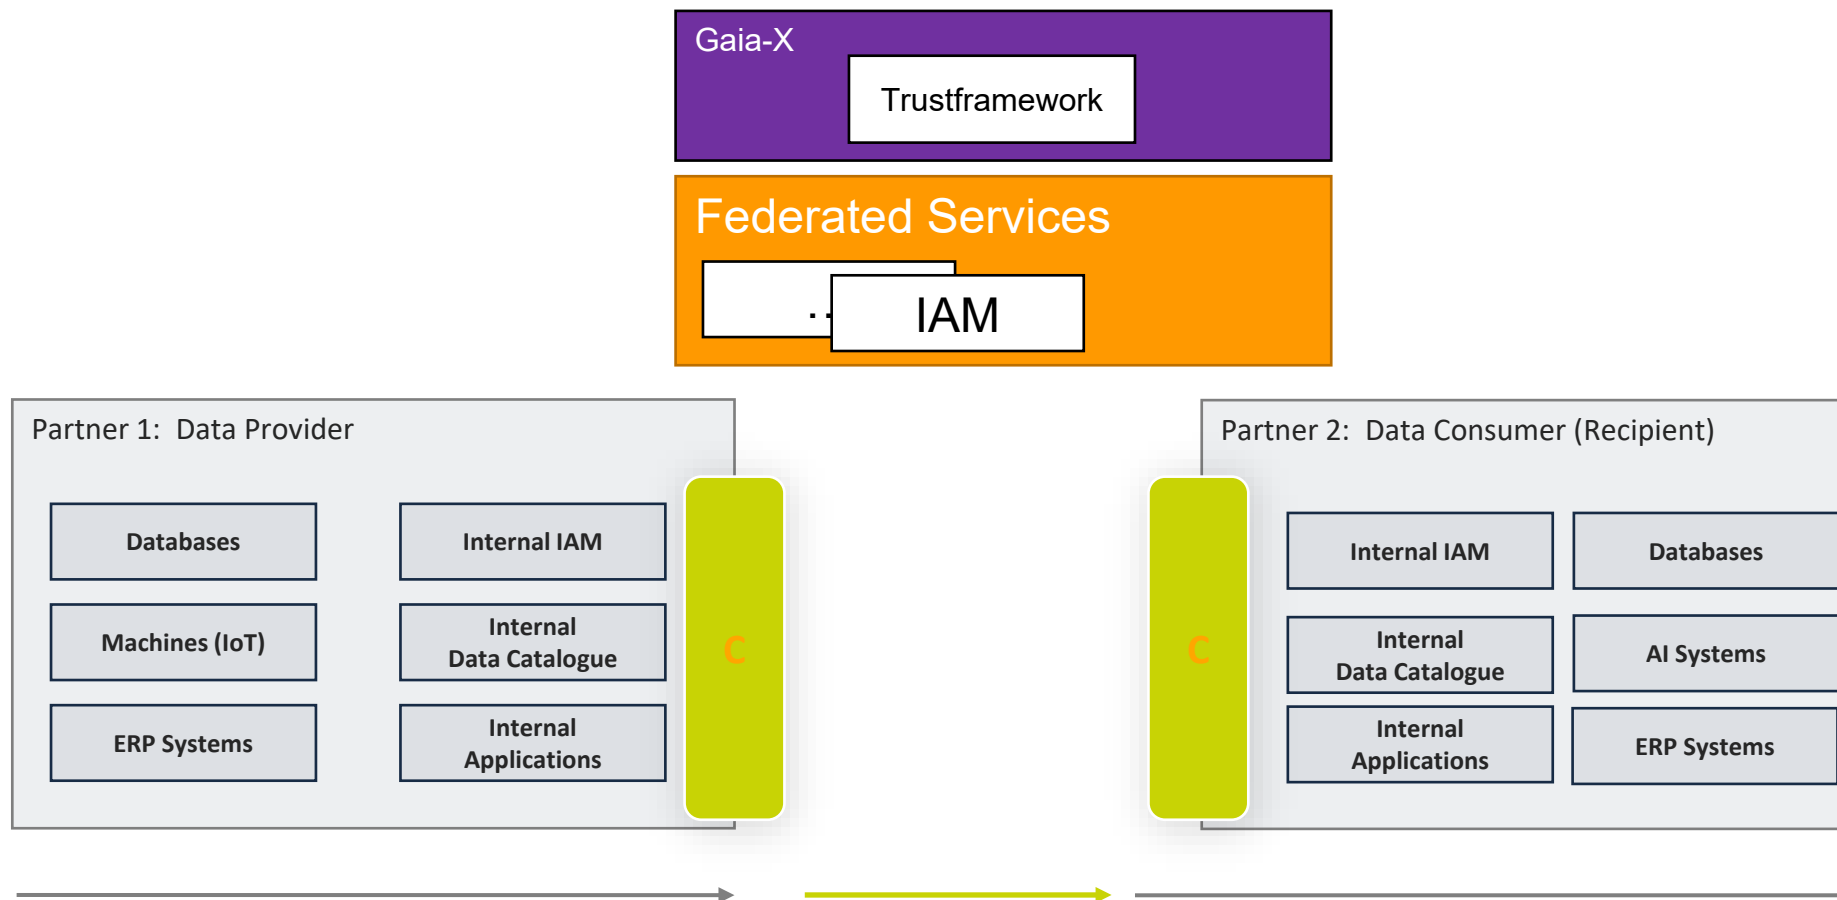 Gaia-X
Trustframework
Federated Services
..
IAM
Partner 1:  Data Provider
Databases
Internal IAM
Machines (IoT)
Internal
Data Catalogue
ERP Systems
Internal
Applications
C
Partner 2:  Data Consumer (Recipient)
C
Internal IAM
Databases
Internal
Data Catalogue
AI Systems
Internal
Applications
ERP Systems